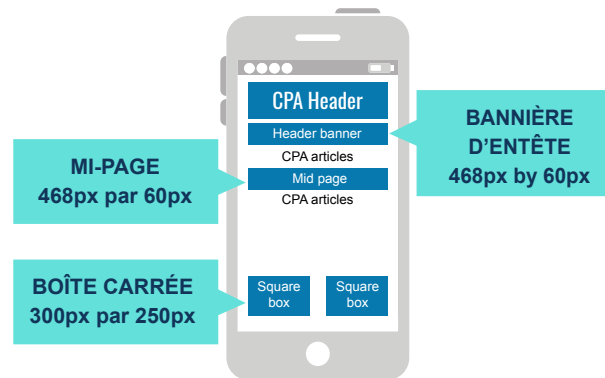 CPA Header
Header banner
CPA articles
Mid page
CPA articles
Square
box
Square
box
BANNIÈRE
D’ENTÊTE
468px by 60px
MI-PAGE
468px par 60px
BOÎTE CARRÉE
300px par 250px